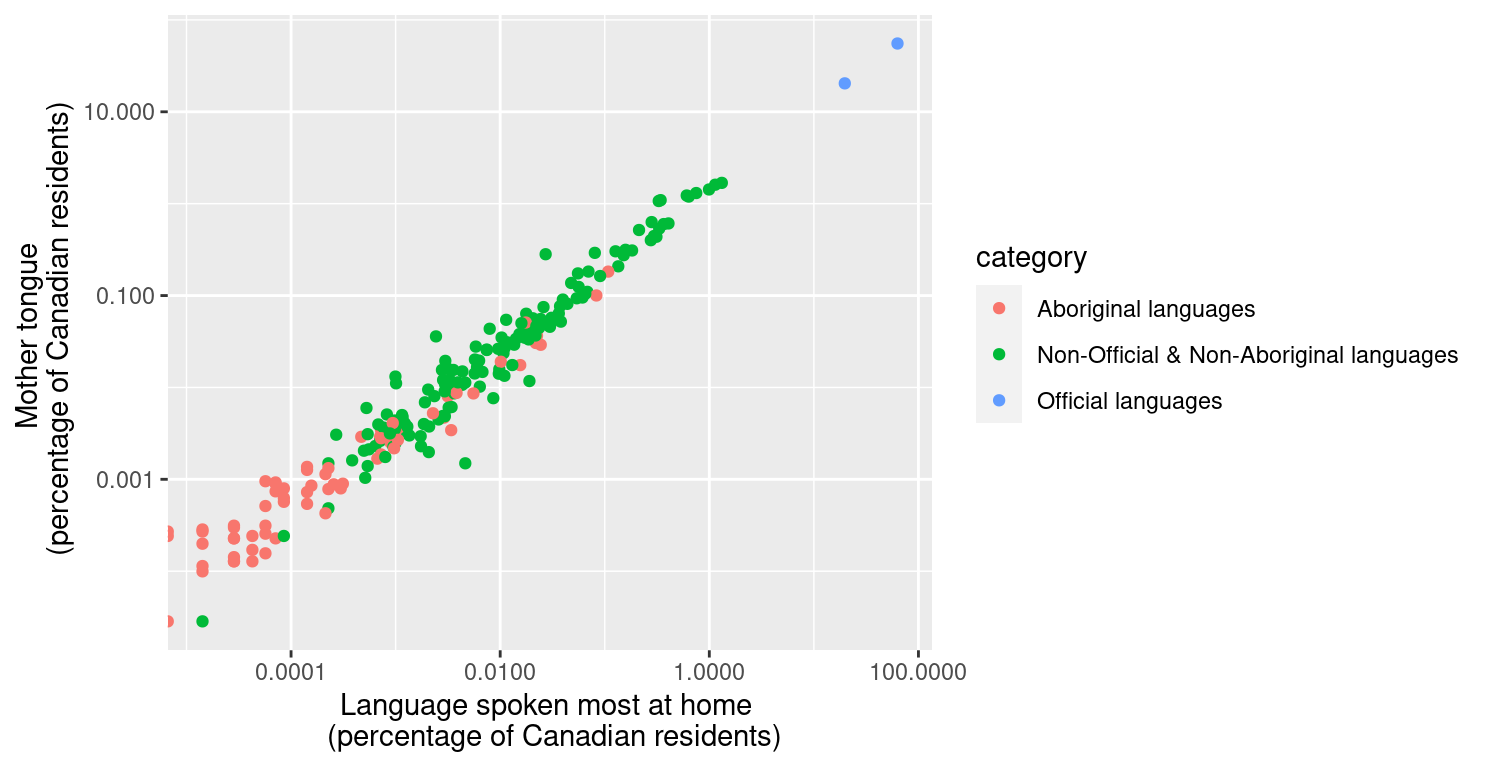 10.000
0.100
0.001
Mother tongue
(percentage of Canadian residents)
0.0001
0.0100
1.0000
100.0000
Language spoken most at home
(percentage of Canadian residents)
category
Aboriginal languages
Non-Official & Non-Aboriginal languages
Official languages